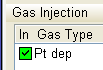 Gas Injection
In Gas Type
Pt dep